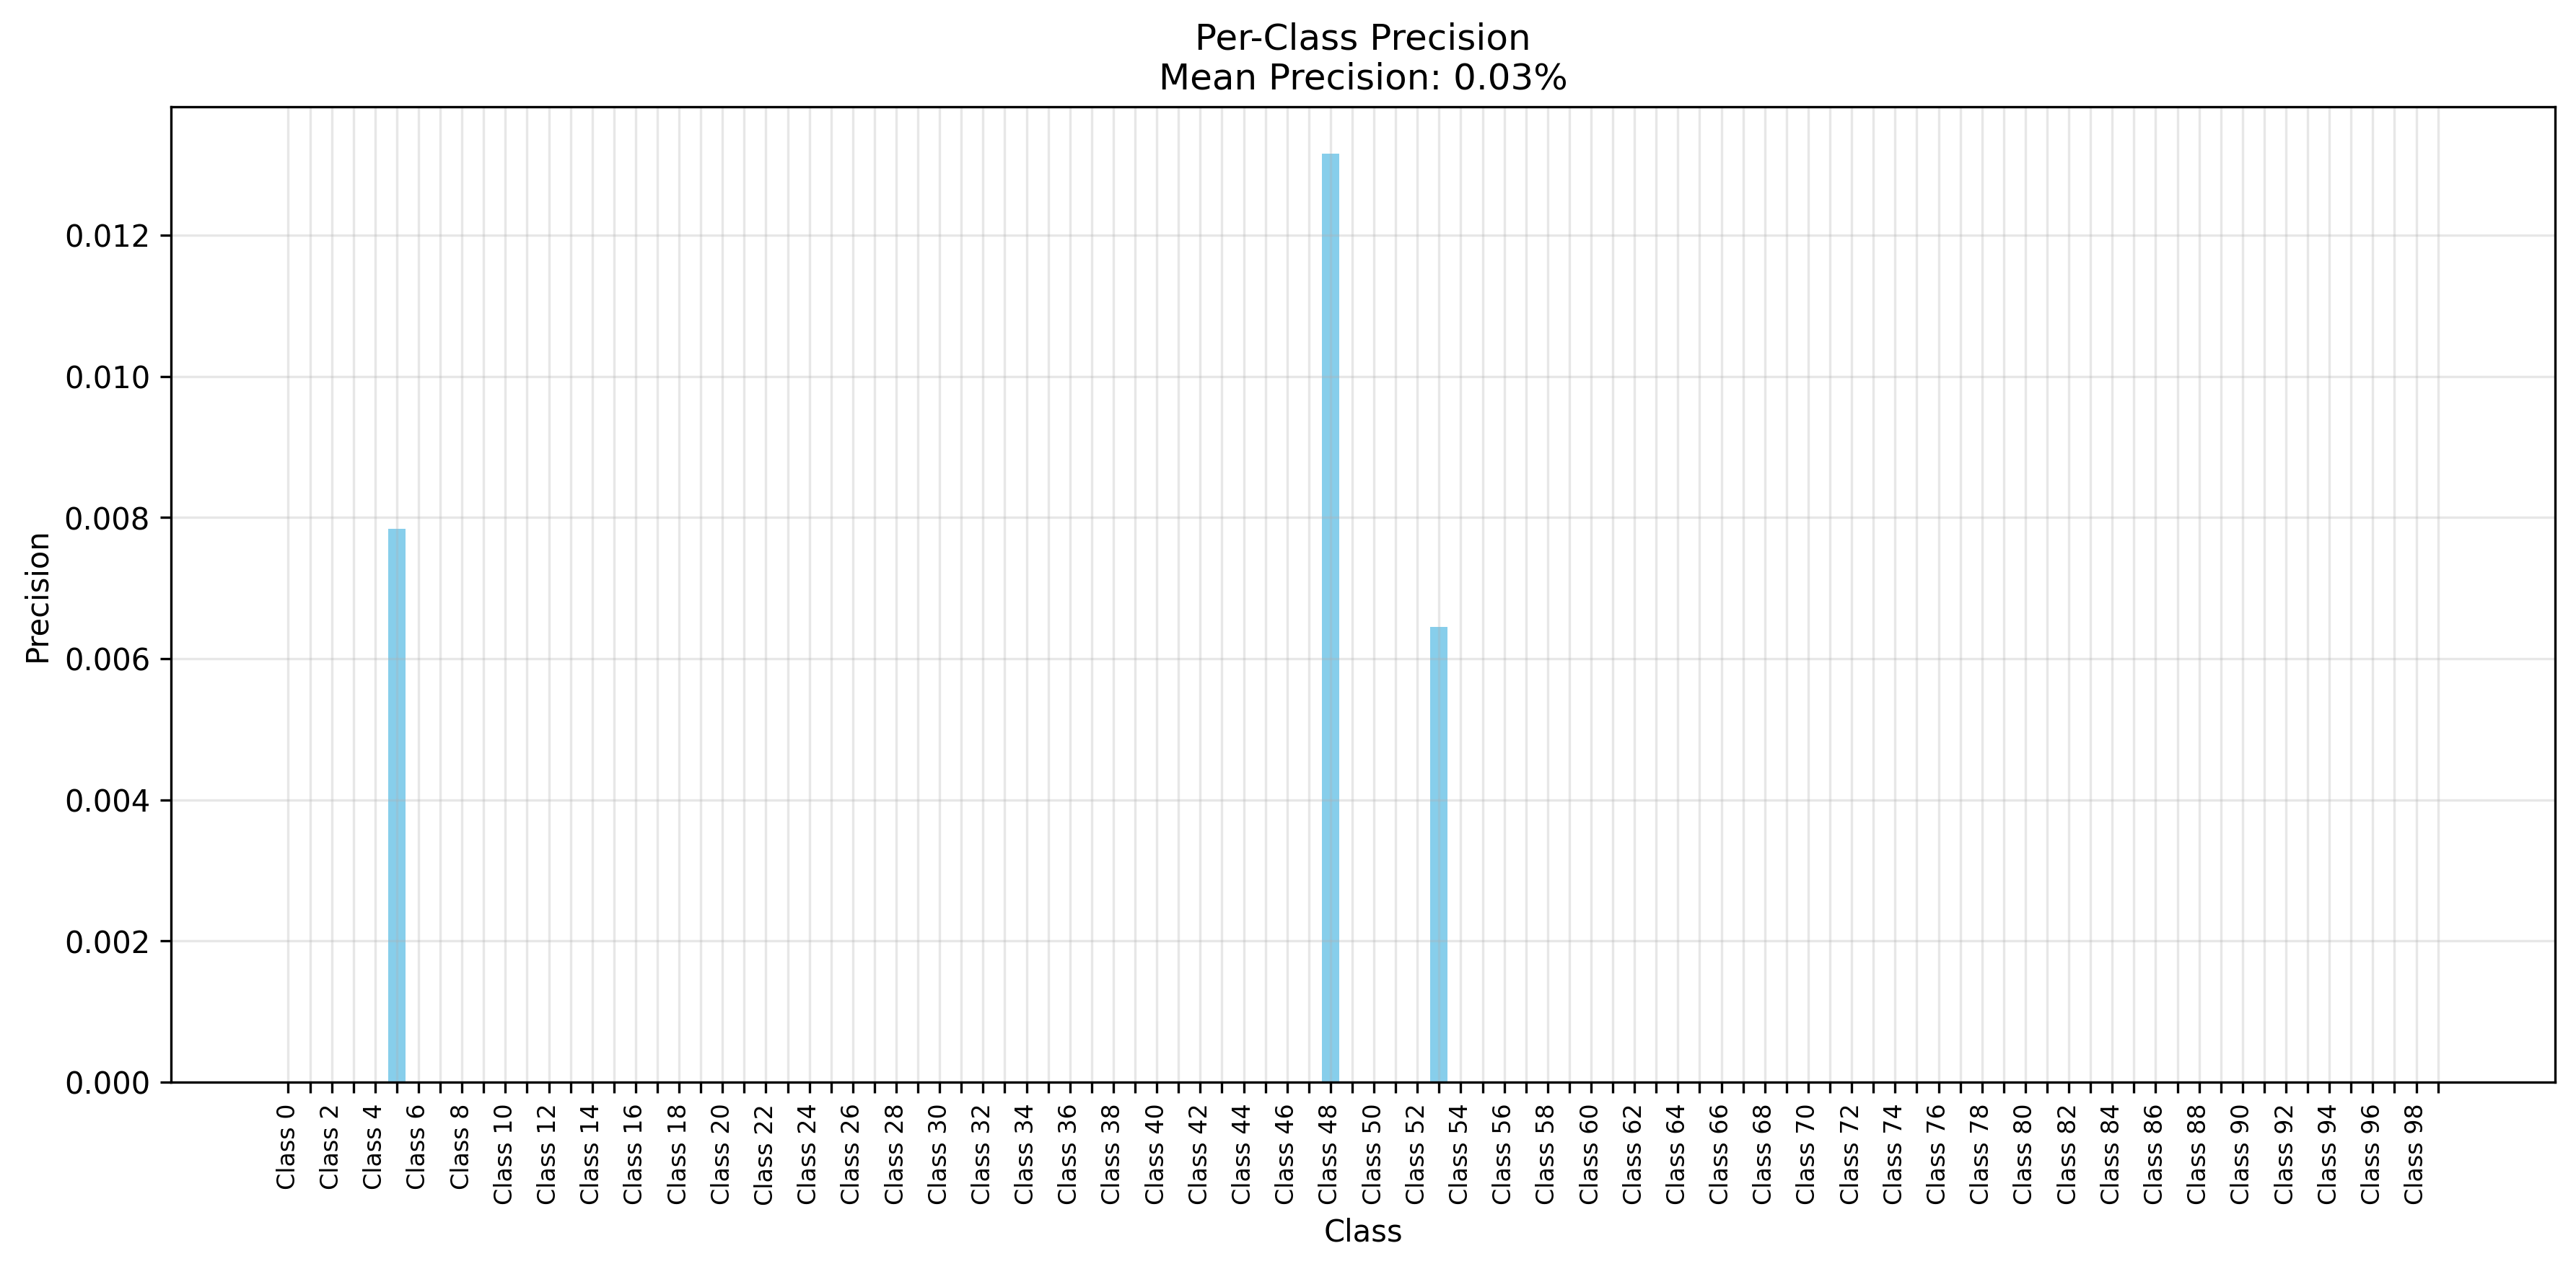 Per-Class Precision
Mean Precision: 0.03%
Precision
0.012
0.010
0.008
0.006
0.004
0.002
0.000
Class 0
Class 2
Class 4
Class 6
Class 8
Class 10
Class 12
Class 14
Class 16
Class 18
Class 20
Class 22
Class 24
Class 26
Class 28
Class 30
Class 32
Class 34
Class 36
Class 38
Class 40
Class 42
Class 44
Class 46
Class 48
Class 50
Class 52
Class 54
Class 56
Class 58
Class 60
Class 62
Class 64
Class 66
Class 68
Class 70
Class 72
Class 74
Class 76
Class 78
Class 80
Class 82
Class 84
Class 86
Class 88
Class 90
Class 92
Class 94
Class 96
Class 98
Class